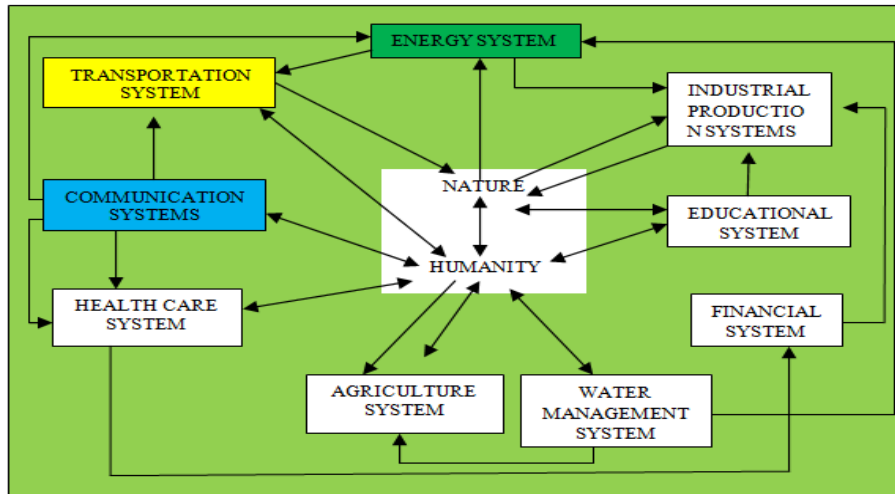 ENERGY SYSTEM
TRANSPORTATION
SYSTEM
INDUSTRIAL
PRODUCTIO
N SYSTEMS
NATURE
COMMUNICATION
SYSTEMS
EDUCATIONAL
SYSTEM
HUMANITY
HEALTH CARE
SYSTEM
FINANCIAL
SYSTEM
AGRICULTURE
SYSTEM
WATER
MANAGEMENT
SYSTEM